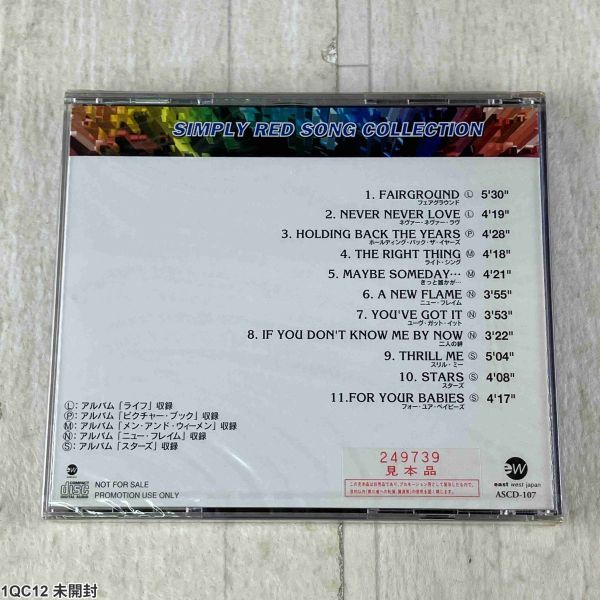 SIMPLY RED SONG COLLECTION
1. FAIRGROUND Ⓛ 5'30"
フェアグラウンド
2. NEVER NEVER LOVE Ⓛ 4'19"
ネヴァー・ネヴァー・ラヴ
3. HOLDING BACK THE YEARS Ⓟ 4'28"
ホールディング・バック・ザ・イヤーズ
4. THE RIGHT THING Ⓜ 4'18"
ライト・シング
5. MAYBE SOMEDAY… Ⓜ 4'21"
きっと誰かが…
6. A NEW FLAME Ⓝ 3'55"
ニュー・フレイム
7. YOU'VE GOT IT Ⓝ 3'53"
ユーヴ・ガット・イット
8. IF YOU DON'T KNOW ME BY NOW Ⓝ 3'22"
二人の絆
9. THRILL ME Ⓢ 5'04"
スリル・ミー
10. STARS Ⓢ 4'08"
スターズ
11.FOR YOUR BABIES Ⓢ 4'17"
フォー・ユア・ベイビーズ
Ⓛ：アルバム「ライフ」収録
Ⓟ：アルバム「ピクチャー・ブック」収録
Ⓜ：アルバム「メン・アンド・ウィーメン」収録
Ⓝ：アルバム「ニュー・フレイム」収録
Ⓢ：アルバム「スターズ」収録
COMPACT disc DIGITAL AUDIO
NOT FOR SALE
PROMOTION USE ONLY
249739
見本品
ew
east west japan
ASCD-107
1QC12 未開封